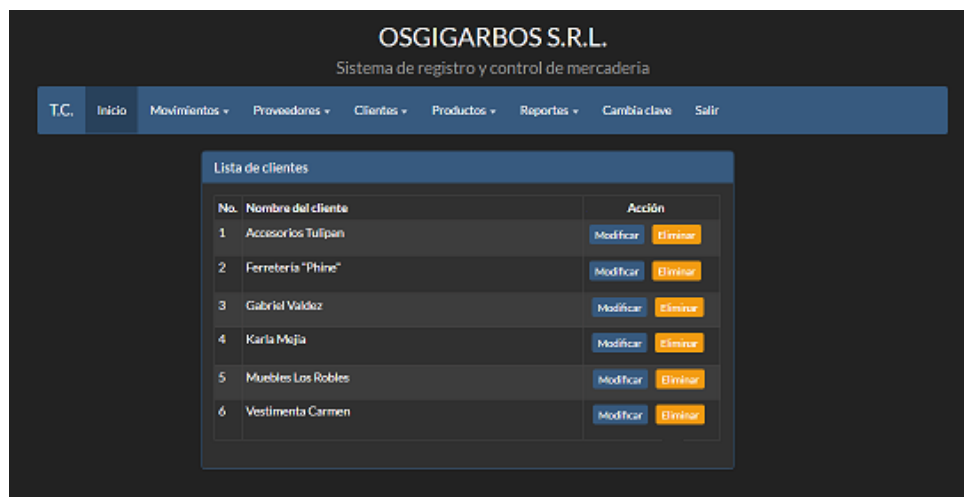 OSGIGARBOS S.R.L.
Sistema de registro y control de mercaderia
T.C. Inicio Movimientos Proveedores Clientes Productos Reportes Cambia clave Salir
Lista de clientes
No. Nombre del cliente Acción
1 Accesorios Tulipan Modificar Eliminar
2 Ferretería "Phine" Modificar Eliminar
3 Gabriel Valdez Modificar Eliminar
4 Karla Mejia Modificar Eliminar
5 Muebles Los Robles Modificar Eliminar
6 Vestimenta Carmen Modificar Eliminar